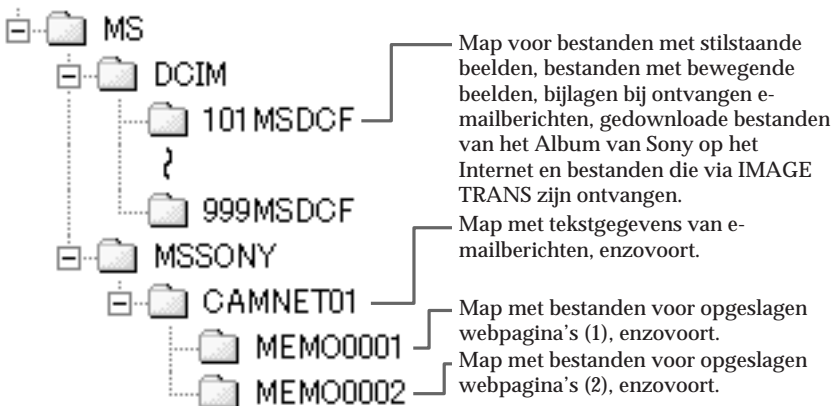 MS
DCIM
101MSDCF
999MSDCF
MSSONY
CAMNET01
MEMO0001
MEMO0002
Map voor bestanden met stilstaande
beelden, bestanden met bewegende
beelden, bijlagen bij ontvangen e-
mailberichten, gedownloade bestanden
van het Album van Sony op het
Internet en bestanden die via IMAGE
TRANS zijn ontvangen.
Map met tekstgegevens van e-
mailberichten, enzovoort.
Map met bestanden voor opgeslagen
webpagina's (1), enzovoort.
Map met bestanden voor opgeslagen
webpagina's (2), enzovoort.